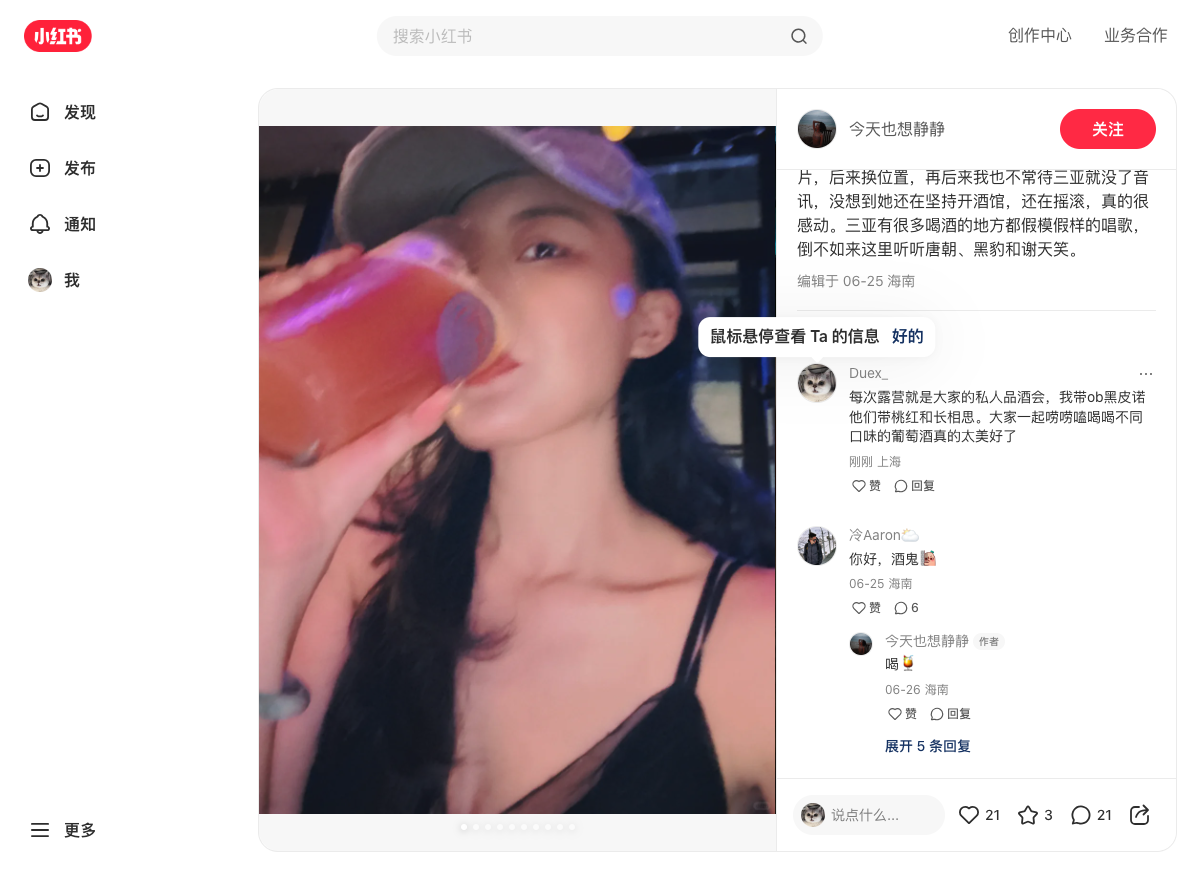 小红书
搜索小红书
创作中心
业务合作
发现
发布
通知
我
更多
今天也想静静
关注
片，后来换位置，再后来我也不常待三亚就没了音
讯，没想到她还在坚持开酒馆，还在摇滚，真的很
感动。三亚有很多喝酒的地方都假模假样的唱歌，
倒不如来这里听听唐朝、黑豹和谢天笑。
编辑于 06-25 海南
鼠标悬停查看 Ta 的信息 好的
Duex_
每次露营就是大家的私人品酒会，我带ob黑皮诺
他们带桃红和长相思。大家一起唠唠嗑喝喝不同
口味的葡萄酒真的太美好了
刚刚 上海
赞 回复
冷Aaron🌥️
你好，酒鬼
06-25 海南
赞 6
今天也想静静 作者
喝🍹
06-26 海南
赞 回复
展开 5 条回复
说点什么...
21
3
21